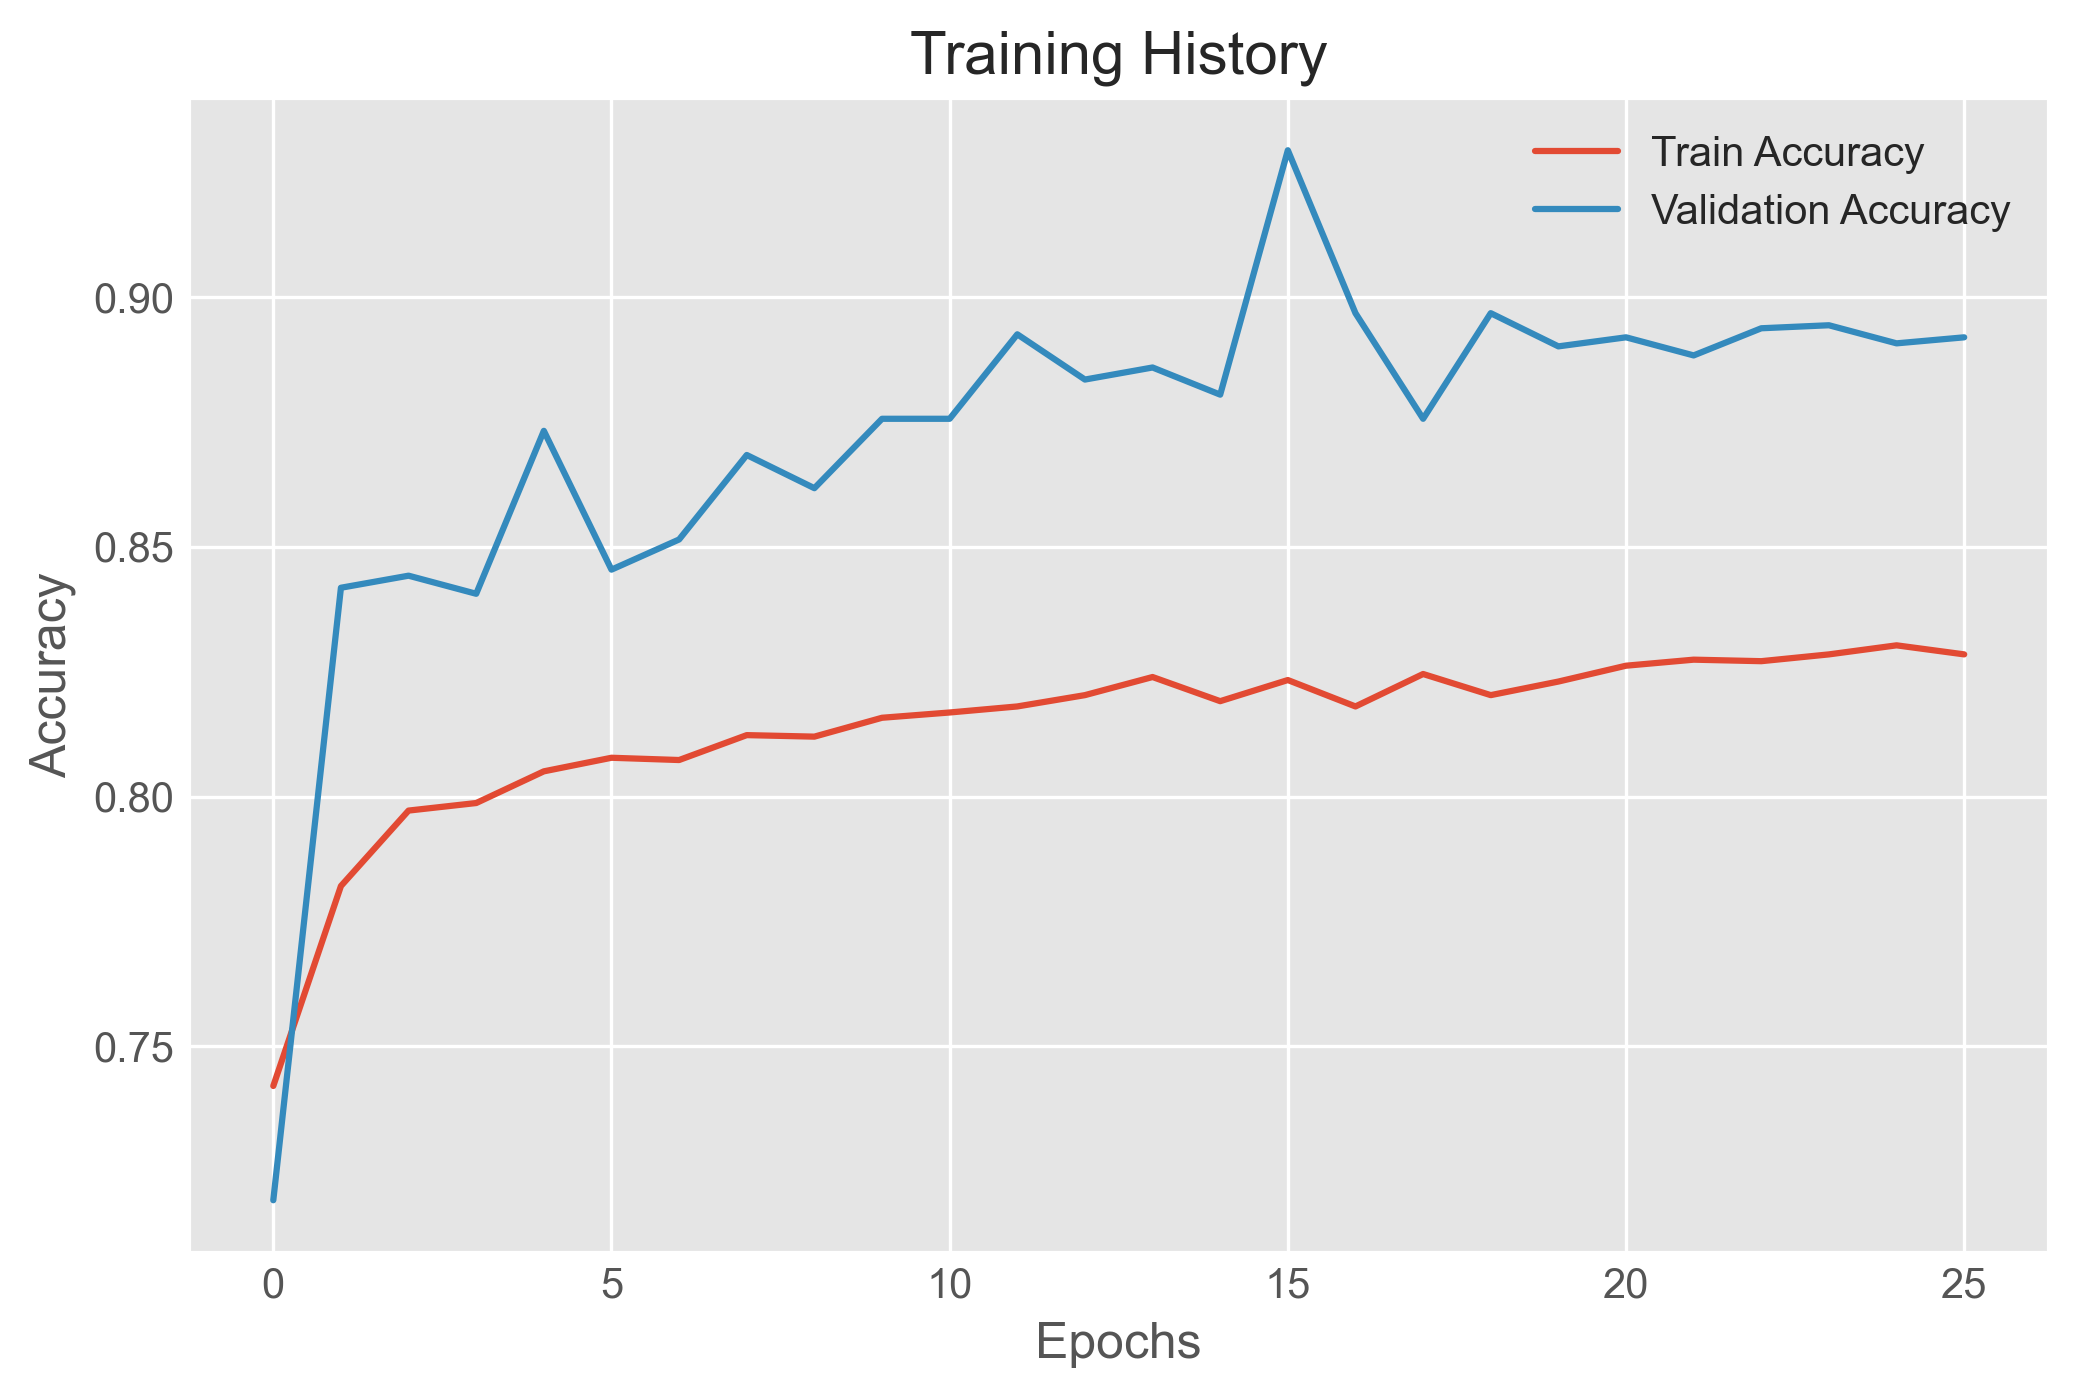 Training History
Train Accuracy
Validation Accuracy
0.90
0.85
0.80
0.75
Accuracy
0 5 10 15 20 25
Epochs